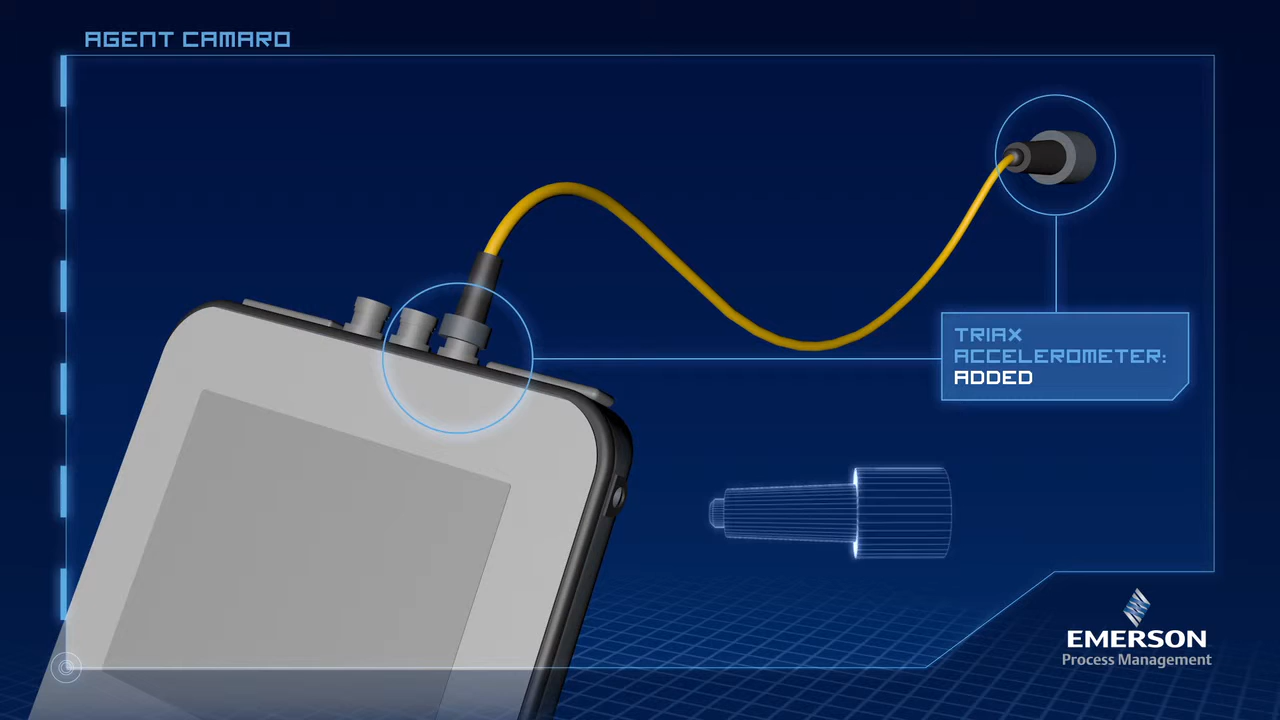 AGENT CAMARO
TRIAX
ACCELEROMETER:
ADDED
EMERSON
Process Management